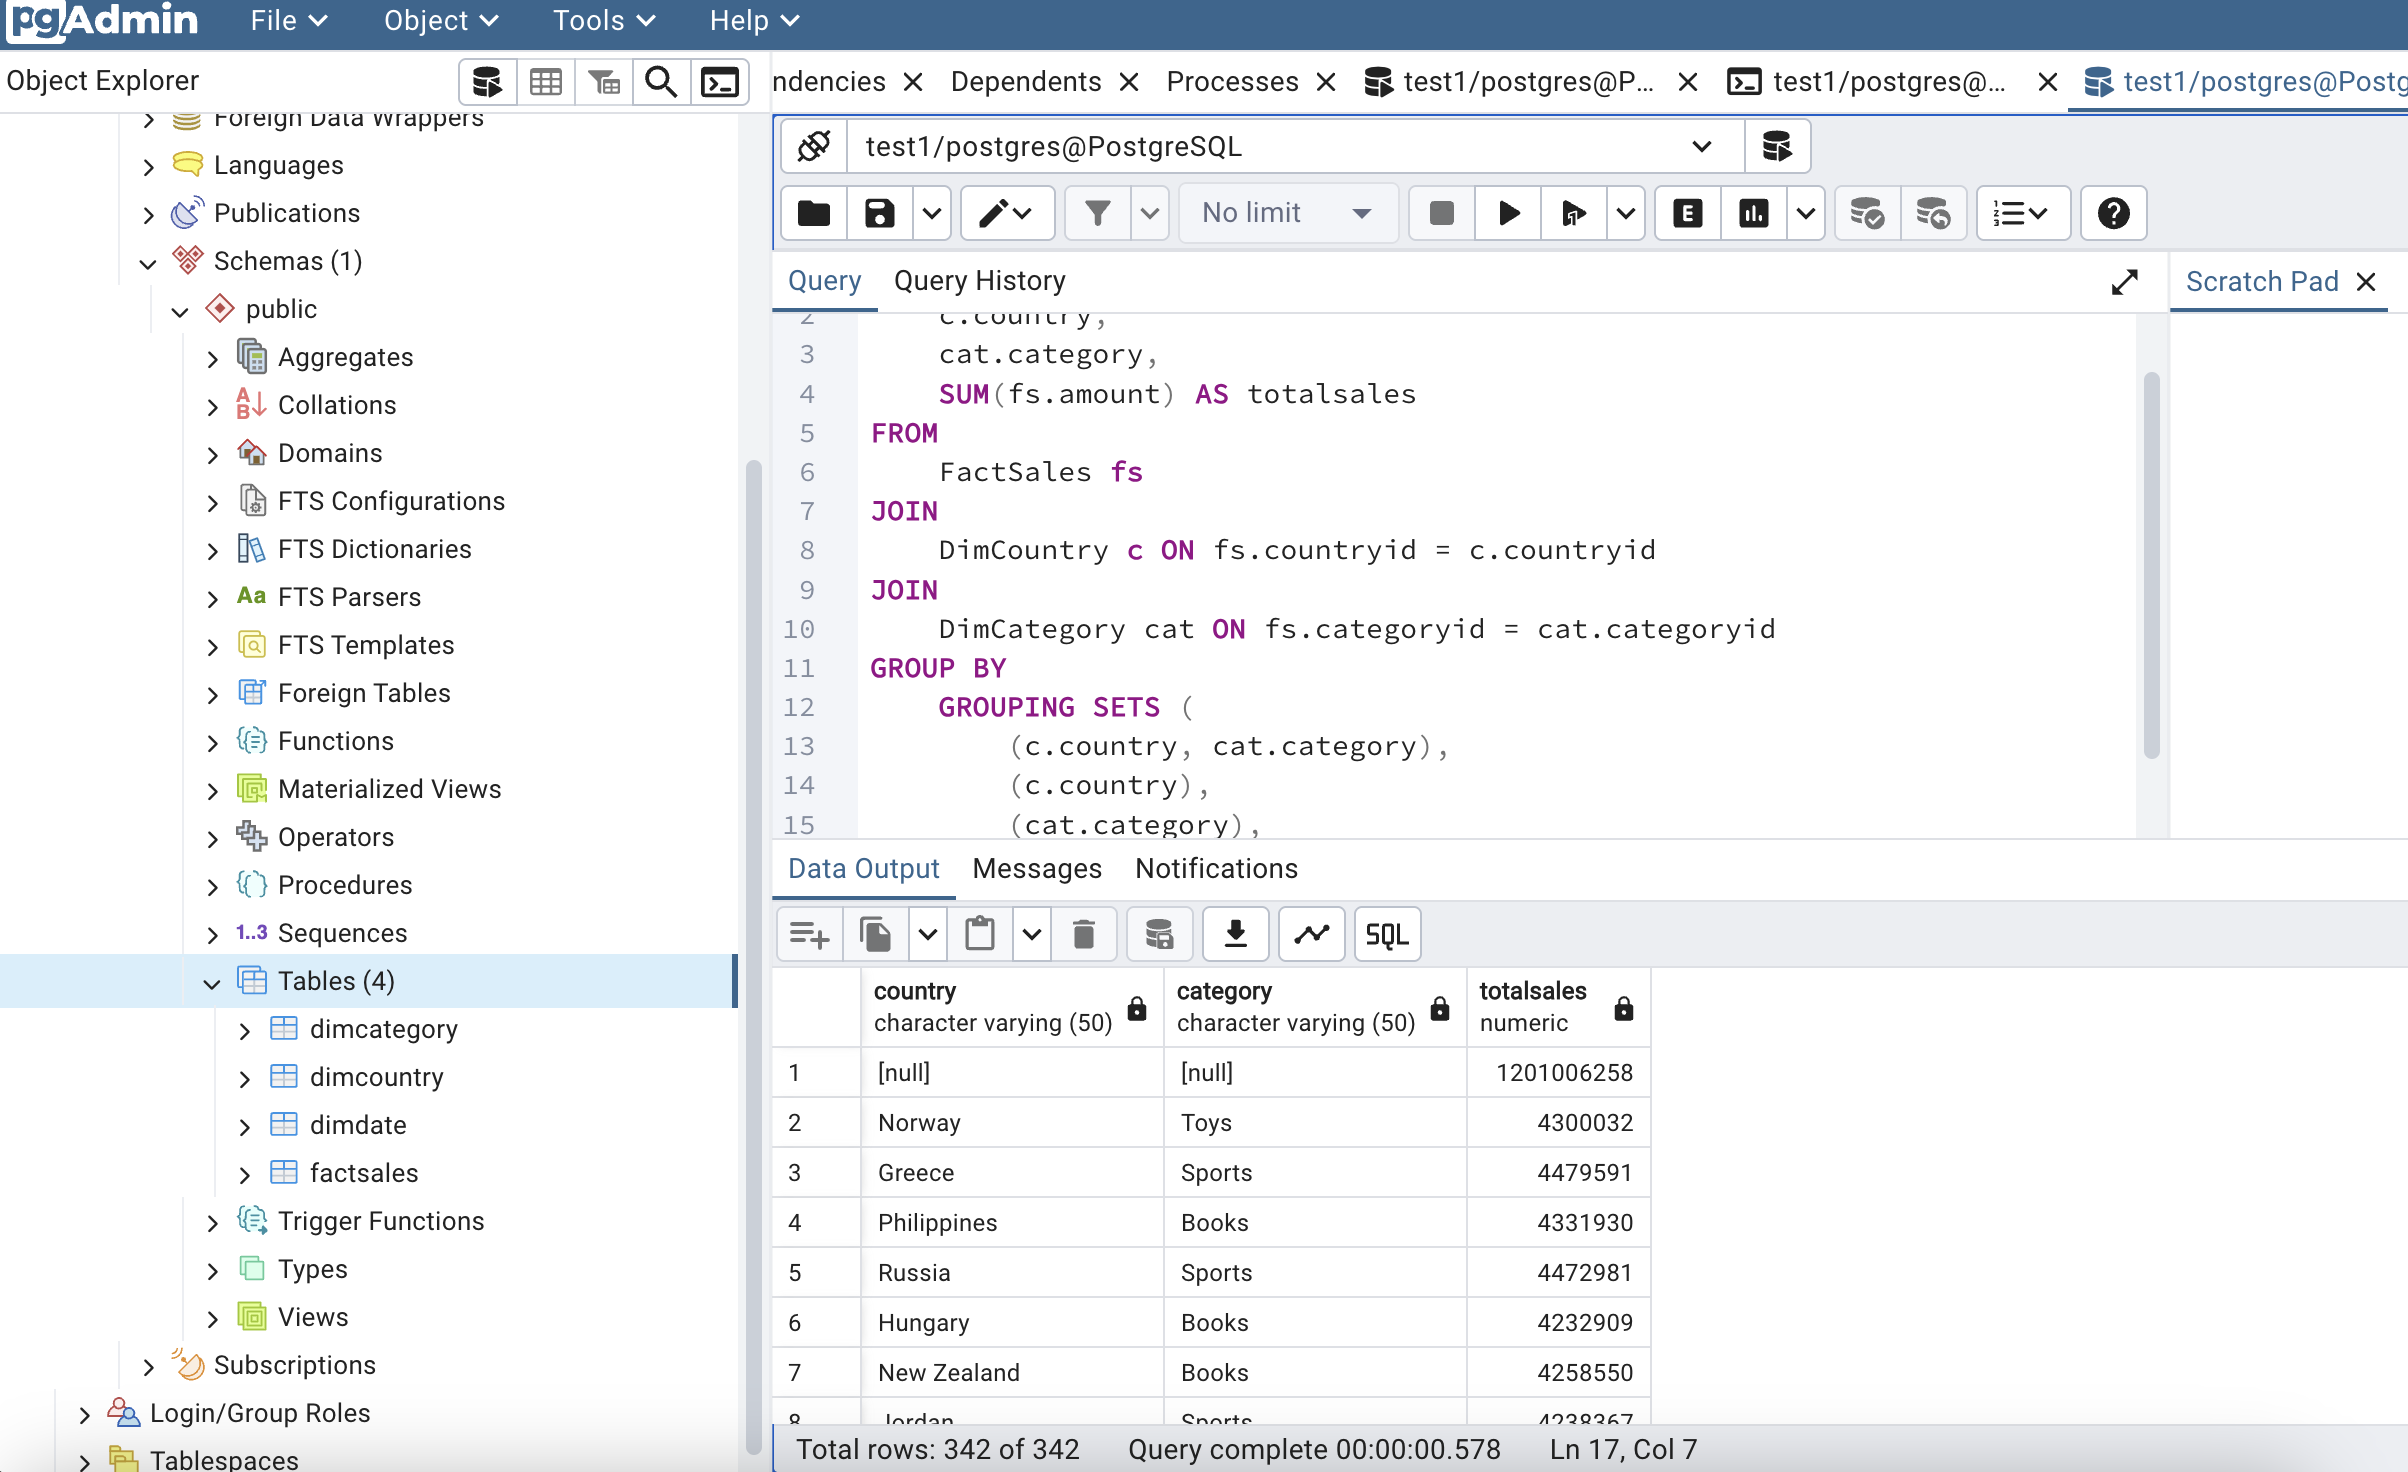 pgAdmin File Object Tools Help
Object Explorer
ndencies Dependents Processes test1/postgres@P... test1/postgres@... test1/postgres@Postg
Foreign Data Wrappers
Languages
Publications
Schemas (1)
public
Aggregates
Collations
Domains
FTS Configurations
FTS Dictionaries
Aa FTS Parsers
FTS Templates
Foreign Tables
Functions
Materialized Views
Operators
Procedures
1..3 Sequences
Tables (4)
dimcategory
dimcountry
dimdate
factsales
Trigger Functions
Types
Views
Subscriptions
Login/Group Roles
Tablespaces
test1/postgres@PostgreSQL
No limit E
Query Query History Scratch Pad
2 c.country,
3 cat.category,
4 SUM(fs.amount) AS totalsales
5 FROM
6 FactSales fs
7 JOIN
8 DimCountry c ON fs.countryid = c.countryid
9 JOIN
10 DimCategory cat ON fs.categoryid = cat.categoryid
11 GROUP BY
12 GROUPING SETS (
13 (c.country, cat.category),
14 (c.country),
15 (cat.category),
Data Output Messages Notifications
SQL
country category totalsales
character varying (50) character varying (50) numeric
1 [null] [null] 1201006258
2 Norway Toys 4300032
3 Greece Sports 4479591
4 Philippines Books 4331930
5 Russia Sports 4472981
6 Hungary Books 4232909
7 New Zealand Books 4258550
8 Jordan Sports 4238367
Total rows: 342 of 342 Query complete 00:00:00.578 Ln 17, Col 7